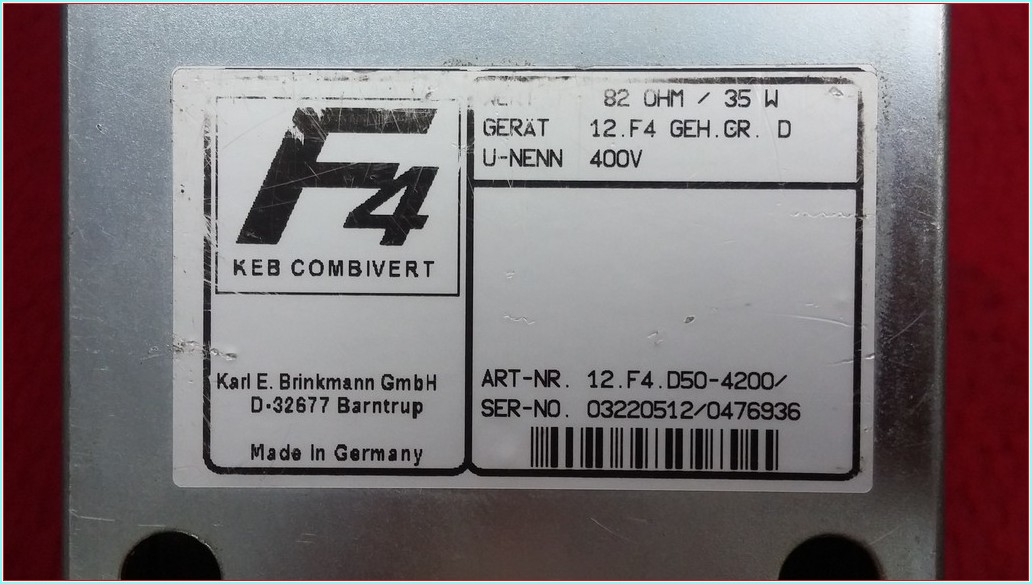 F4
KEB COMBIVERT
Karl E. Brinkmann GmbH
D-32677 Barntrup
Made In Germany
82 OHM / 35 W
GERÄT 12.F4 GEH.GR. D
U-NENN 400V
ART-NR. 12.F4.D50-4200/
SER-NO. 03220512/0476936